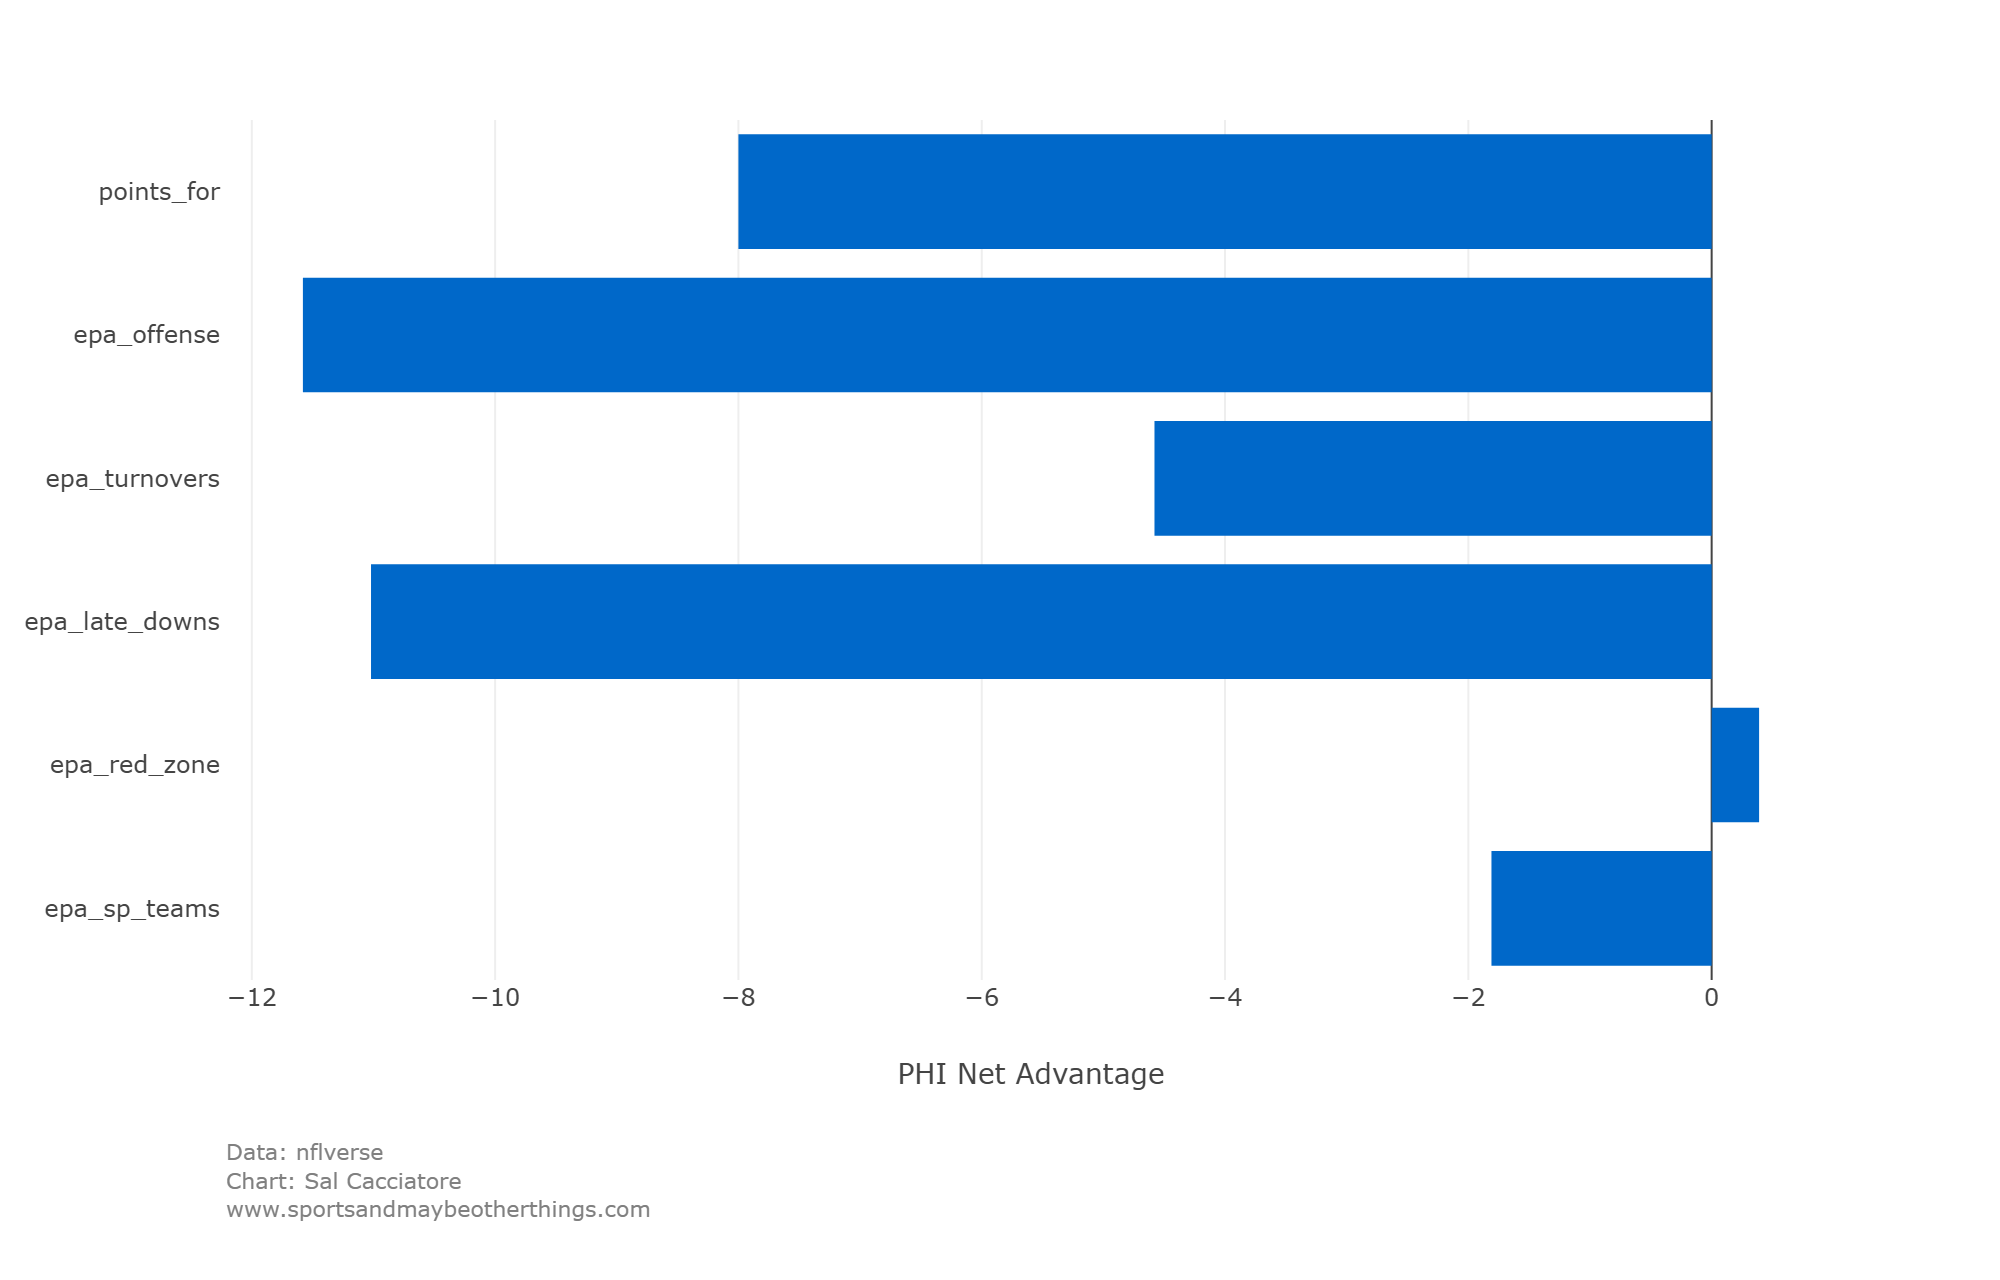 points_for
epa_offense
epa_turnovers
epa_late_downs
epa_red_zone
epa_sp_teams
−12 −10 −8 −6 −4 −2 0
PHI Net Advantage
Data: nflverse
Chart: Sal Cacciatore
www.sportsandmaybeotherthings.com